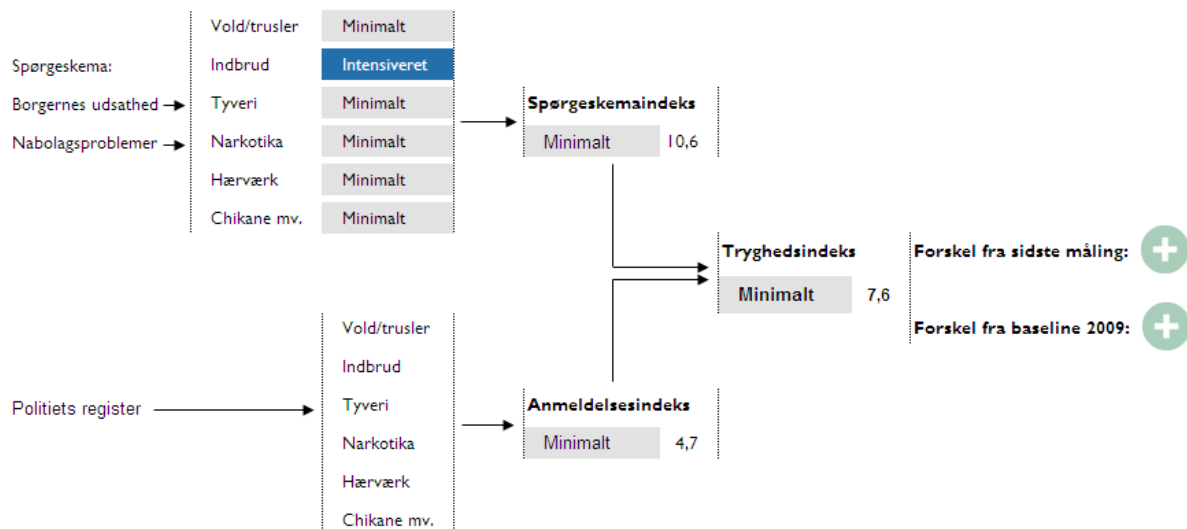 Spørgeskema:
Borgernes udsathed
Nabolagsproblemer
Vold/trusler Minimalt
Indbrud Intensiveret
Tyveri Minimalt
Narkotika Minimalt
Hærværk Minimalt
Chikane mv. Minimalt
Spørgeskemaindeks
Minimalt 10,6
Tryghedsindeks
Minimalt 7,6
Forskel fra sidste måling:
Forskel fra baseline 2009:
Politiets register
Vold/trusler
Indbrud
Tyveri
Narkotika
Hærværk
Chikane mv.
Anmeldelsesindeks
Minimalt 4,7